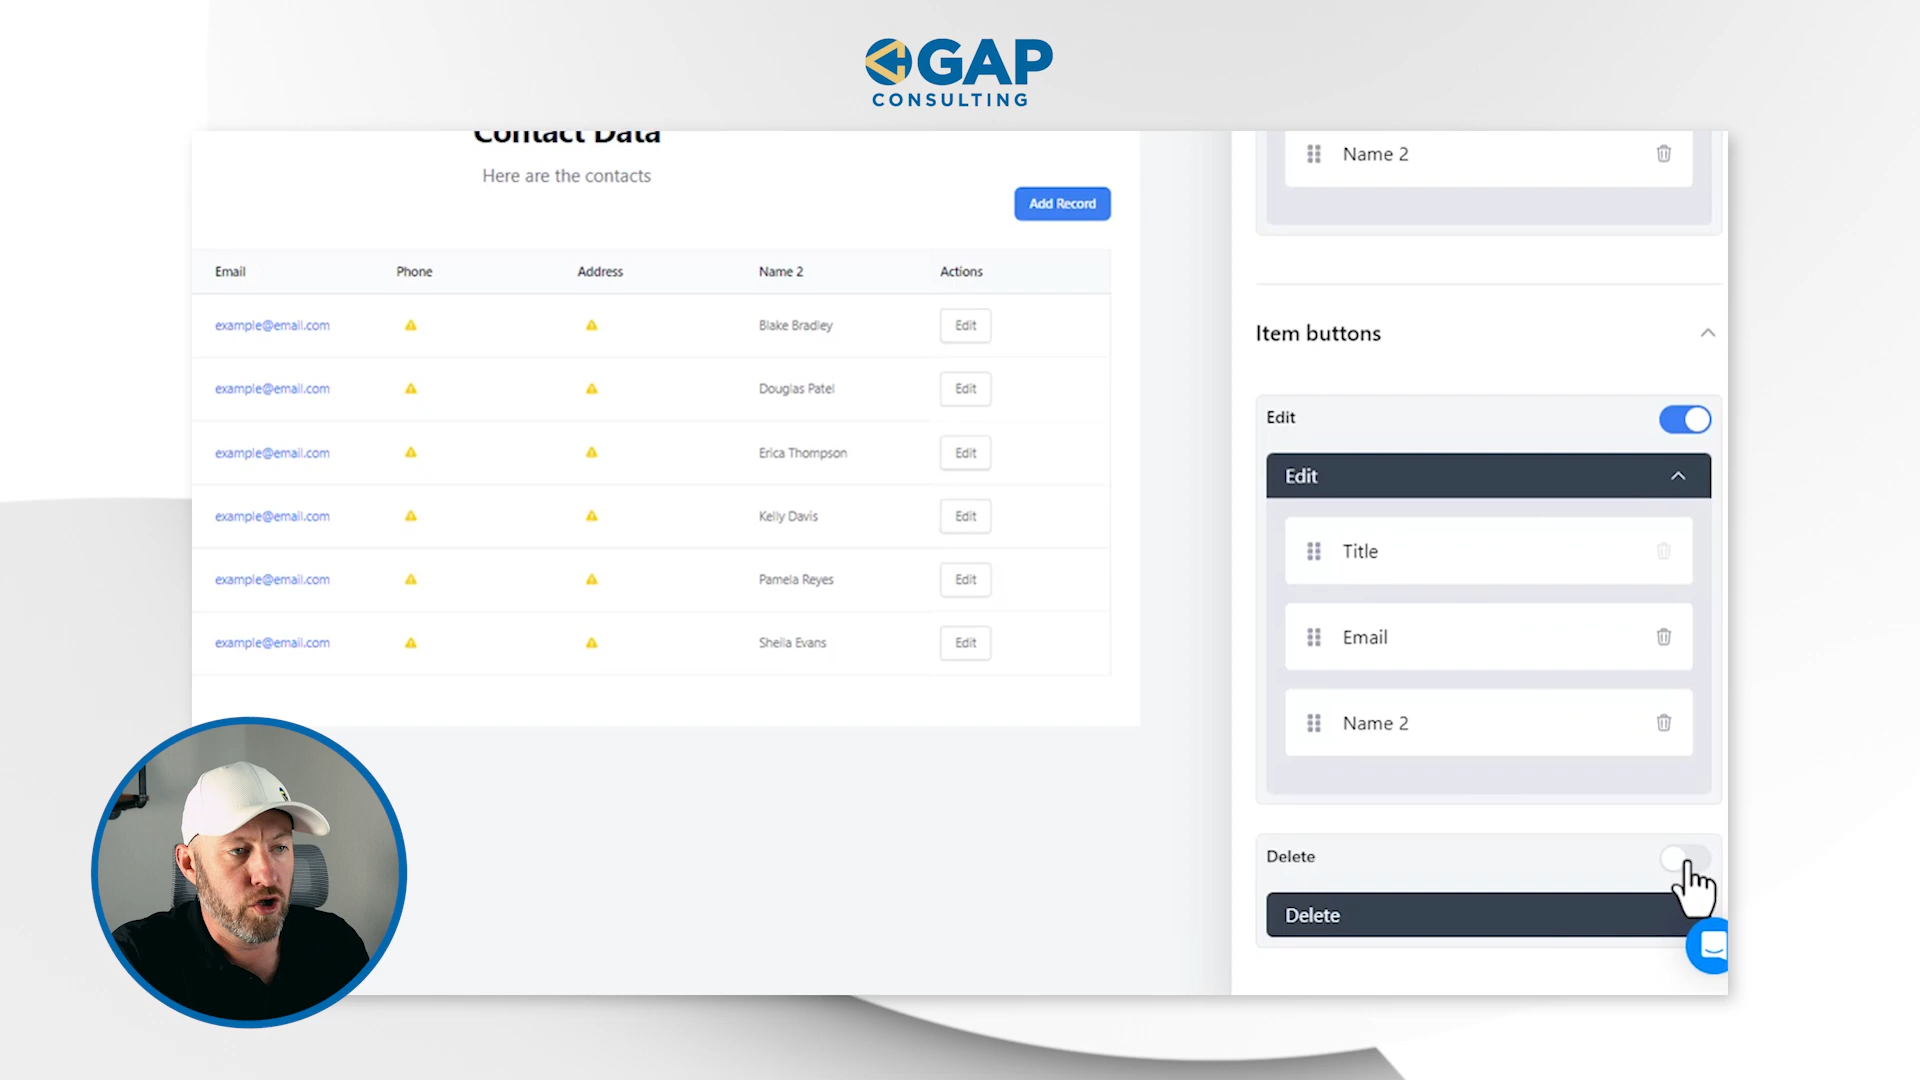 GAP
CONSULTING
Contact Data
Here are the contacts
Add Record
Email Phone Address Name 2 Actions
example@email.com Blake Bradley Edit
example@email.com Douglas Patel Edit
example@email.com Erica Thompson Edit
example@email.com Kelly Davis Edit
example@email.com Pamela Reyes Edit
example@email.com Sheila Evans Edit
Name 2
Item buttons
Edit
Edit
Title
Email
Name 2
Delete
Delete